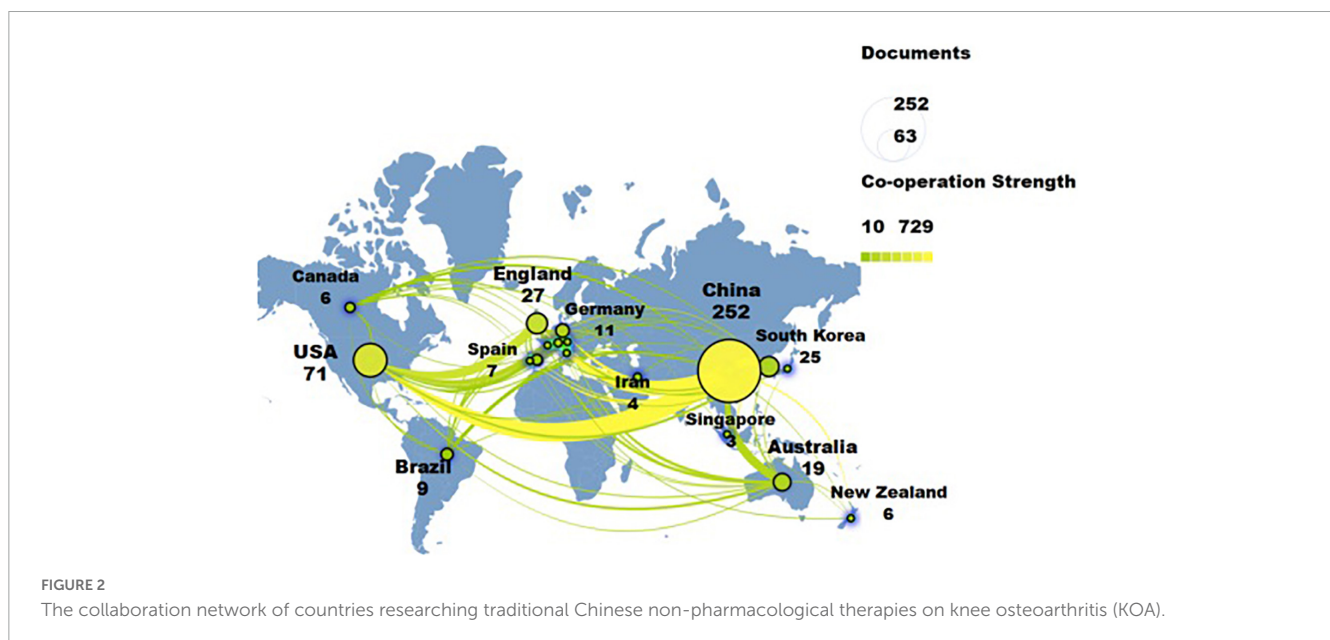 Documents
252
63
Co-operation Strength
10 729
Canada
6
England
27
China
252
Germany
11
South Korea
25
USA
71
Spain
7
Iran
4
Singapore
3
Australia
19
Brazil
9
New Zealand
6
FIGURE 2
The collaboration network of countries researching traditional Chinese non-pharmacological therapies on knee osteoarthritis (KOA).